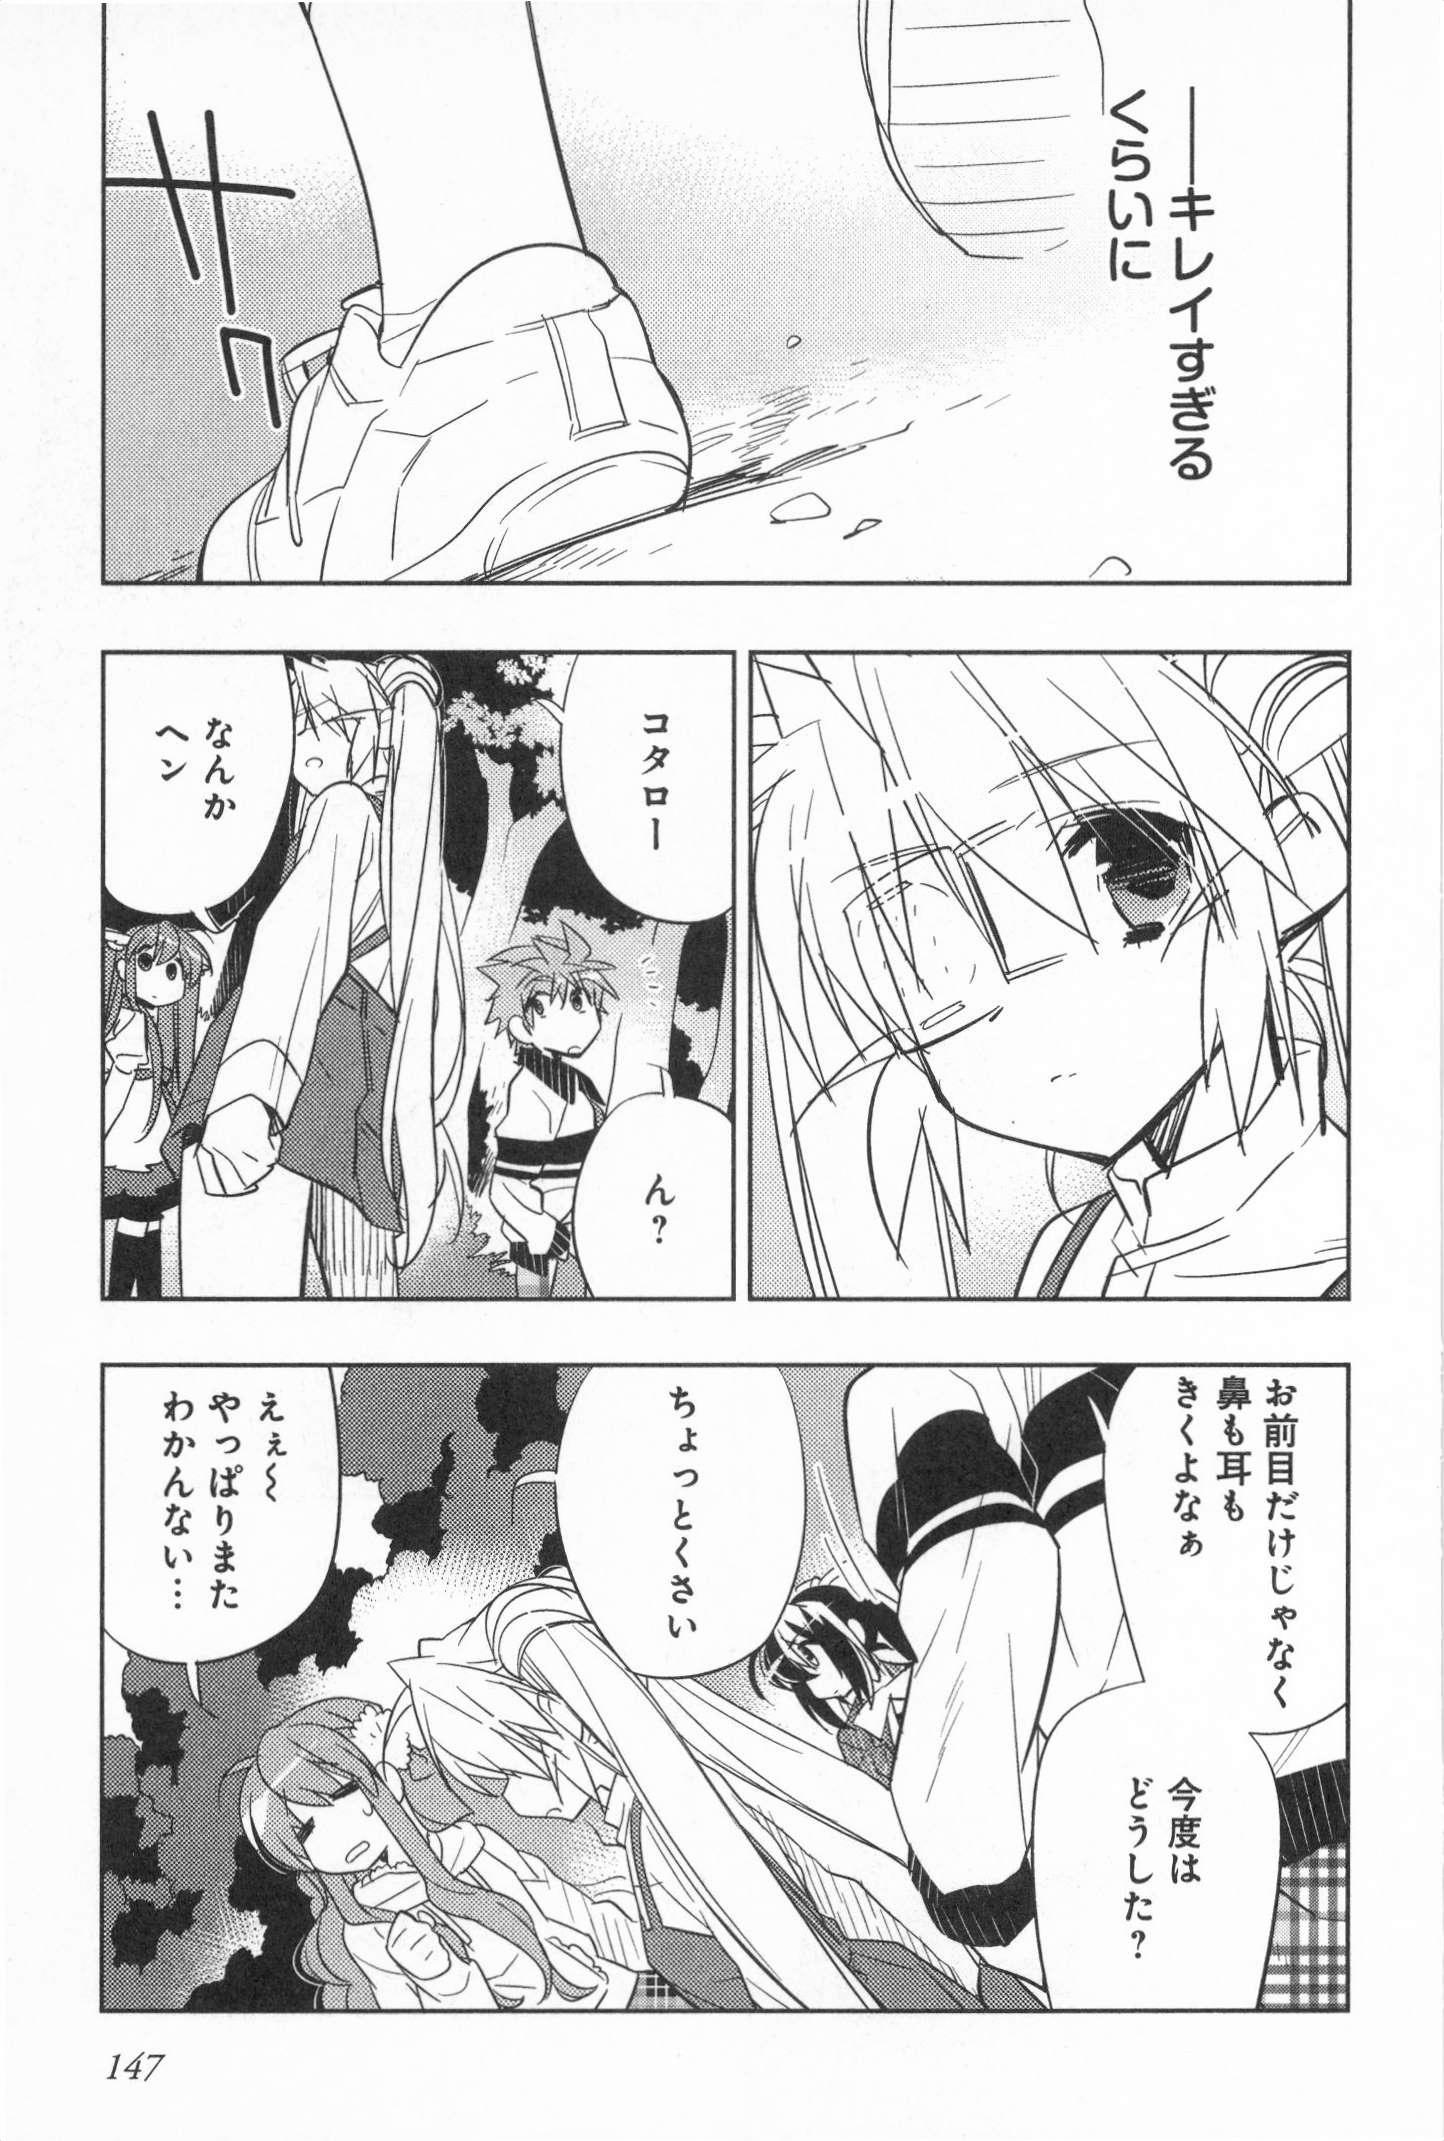 ――キレイすぎる
くらいに
ザッ
コタロー
ん?
なんか
ヘン
お前目だけじゃなく
鼻も耳も
きくよなぁ
今度は
どうした?
ちょっとくさい
えぇ〜
やっぱりまた
わかんない…
147